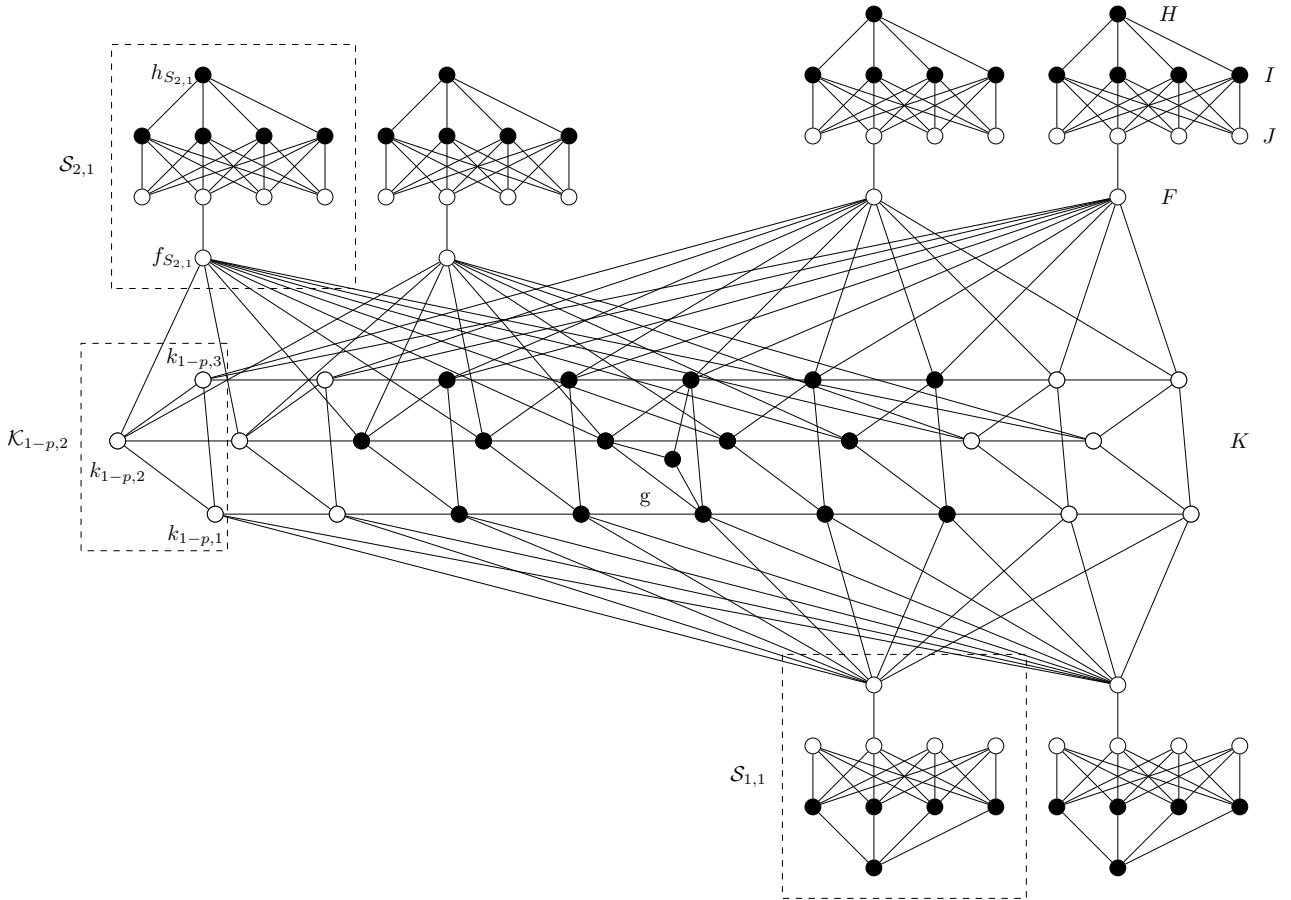 H
h_{S_{2,1}}
I
𝒮_{2,1}
J
F
f_{S_{2,1}}
k_{1−p,3}
𝒦_{1−p,2}
K
k_{1−p,2}
g
k_{1−p,1}
𝒮_{1,1}